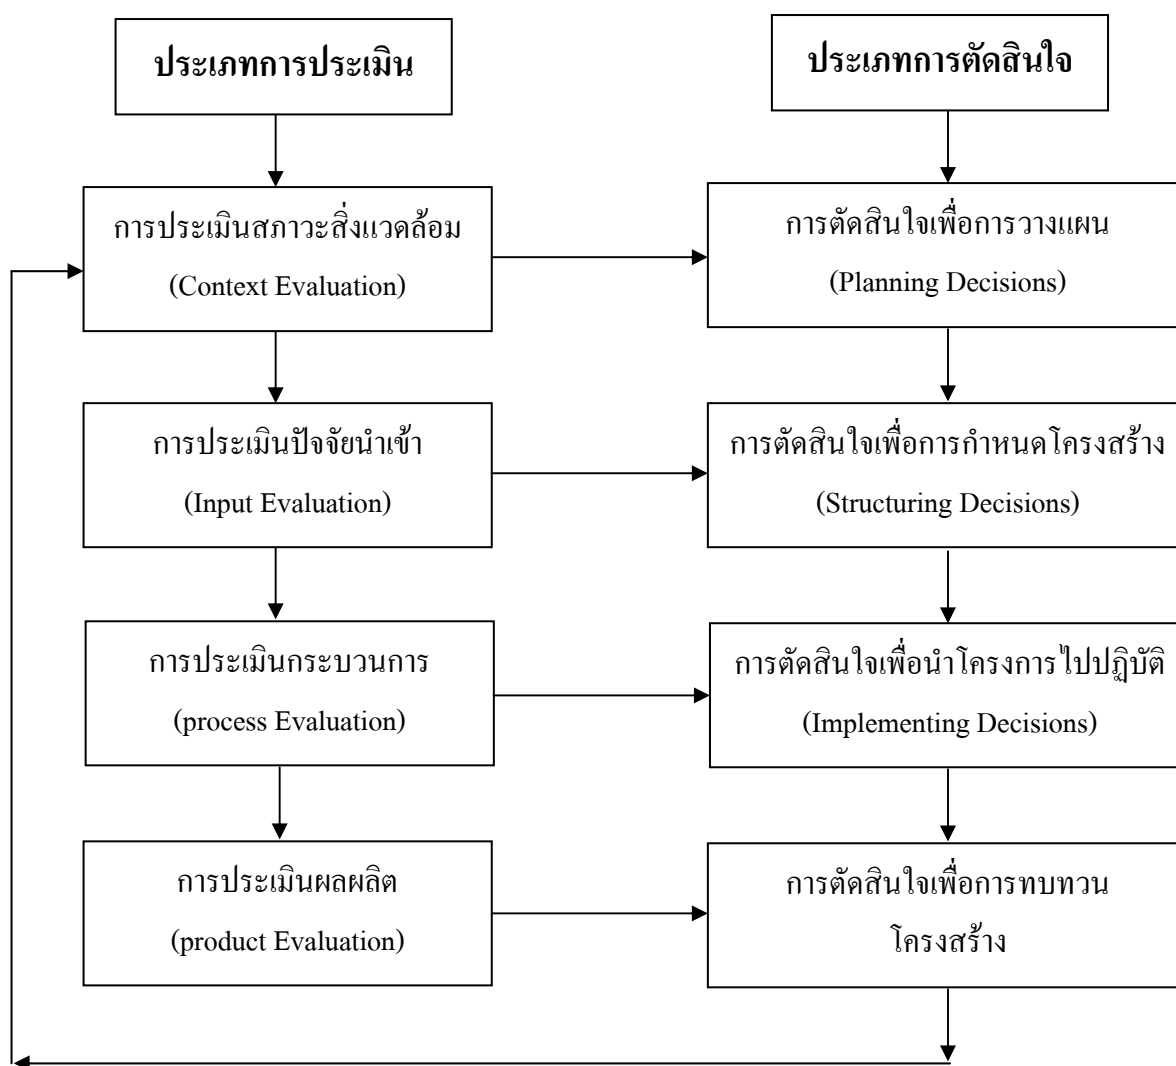 ประเภทการประเมิน
ประเภทการตัดสินใจ
การประเมินสภาวะสิ่งแวดล้อม
(Context Evaluation)
การตัดสินใจเพื่อการวางแผน
(Planning Decisions)
การประเมินปัจจัยนำเข้า
(Input Evaluation)
การตัดสินใจเพื่อการกำหนดโครงสร้าง
(Structuring Decisions)
การประเมินกระบวนการ
(process Evaluation)
การตัดสินใจเพื่อนำโครงการไปปฏิบัติ
(Implementing Decisions)
การประเมินผลผลิต
(product Evaluation)
การตัดสินใจเพื่อการทบทวน
โครงสร้าง